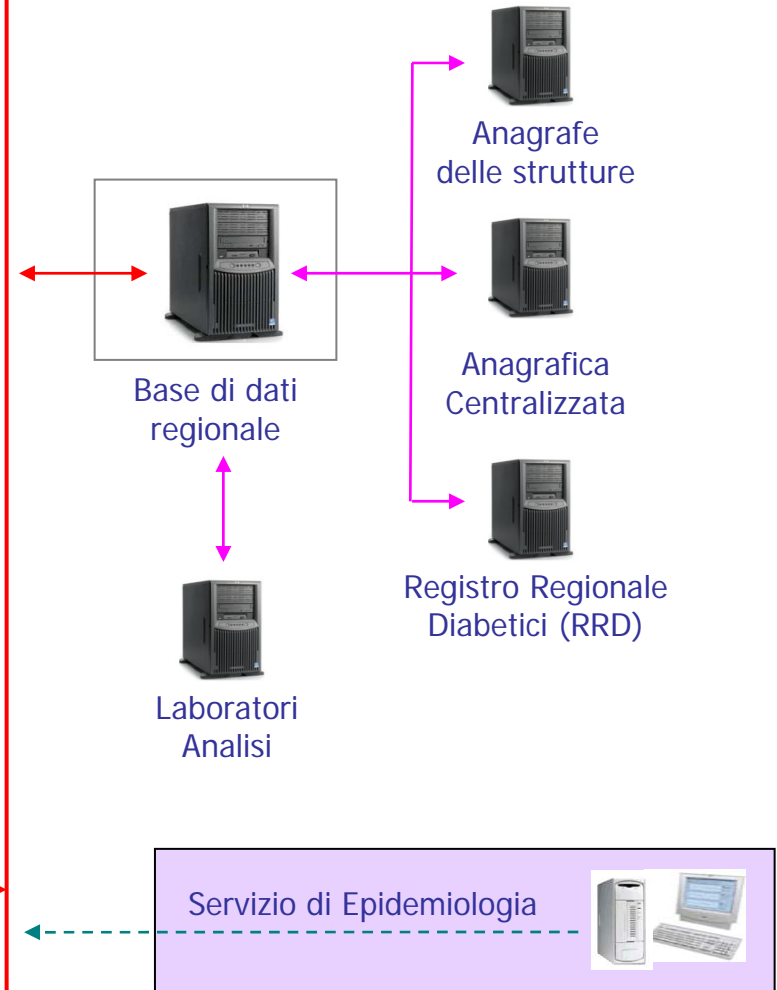 Anagrafe
delle strutture
Base di dati
regionale
Anagrafica
Centralizzata
Registro Regionale
Diabetici (RRD)
Laboratori
Analisi
Servizio di Epidemiologia